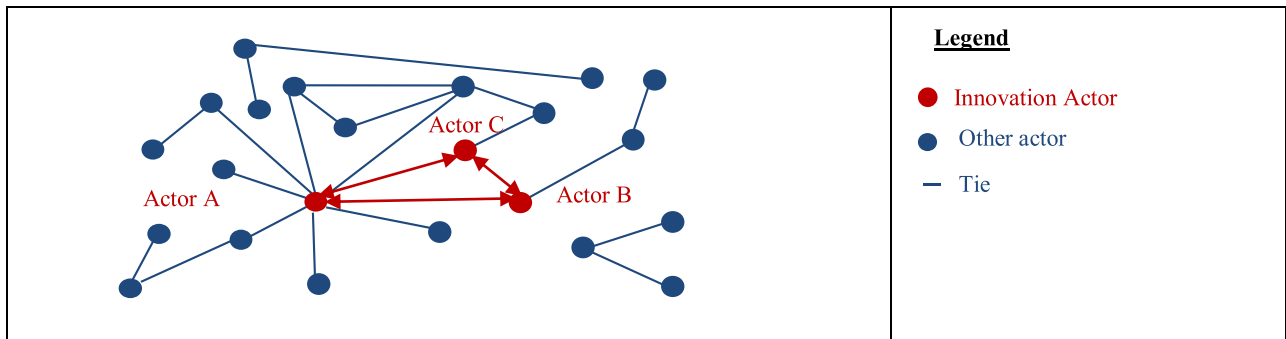 Legend
Innovation Actor
Actor C
Other actor
Tie
Actor A
Actor B